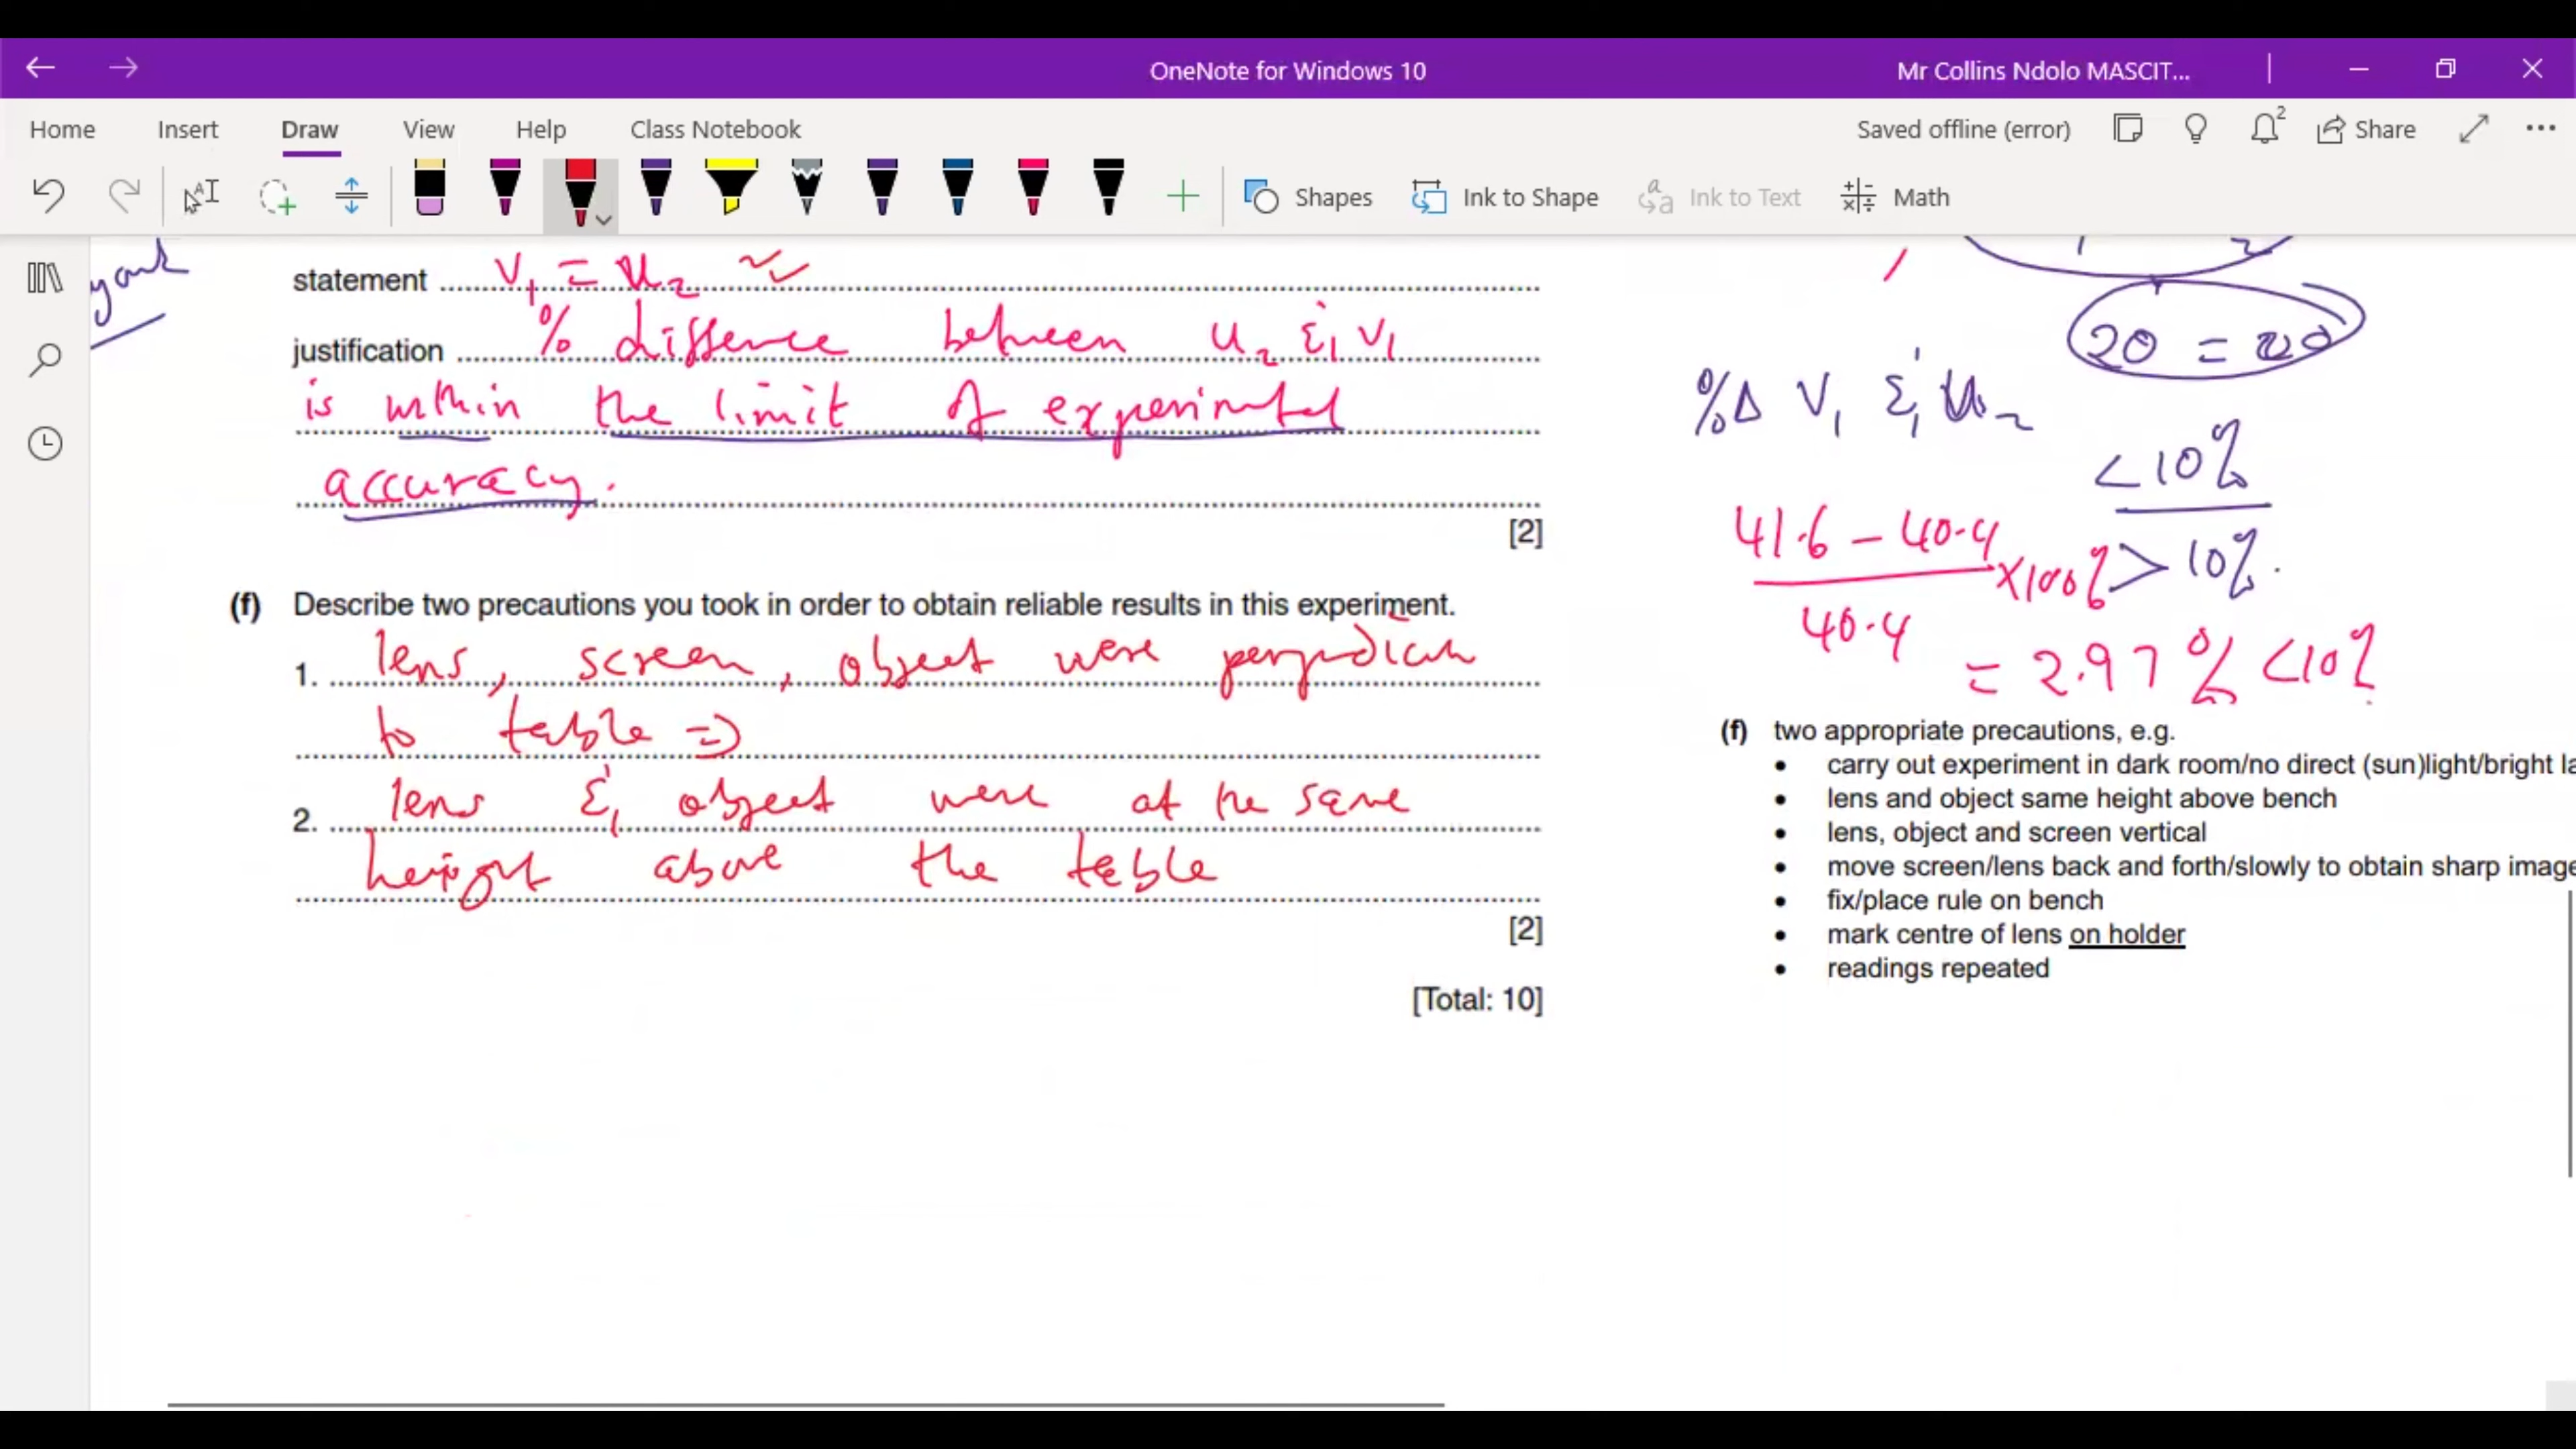 OneNote for Windows 10
Mr Collins Ndolo MASCIT...
Home Insert Draw View Help Class Notebook
Saved offline (error) 2 Share
Shapes Ink to Shape Ink to Text Math
statement V₁ = u₂
justification % difference between u₂ & V₁
is within the limit of experimental
accuracy.
[2]
(f) Describe two precautions you took in order to obtain reliable results in this experiment.
1. lens, screen, object were
to table =>
2. lens & object were at the same
height above the table
[2]
[Total: 10]
20 = 20
%Δ V₁ & u₂
<10%
>10%.
41.6 - 40.4
×100%
40.4
= 2.97% <10%
(f) two appropriate precautions, e.g.
• carry out experiment in dark room/no direct (sun)light/bright la
• lens and object same height above bench
• lens, object and screen vertical
• move screen/lens back and forth/slowly to obtain sharp image
• fix/place rule on bench
• mark centre of lens on holder
• readings repeated